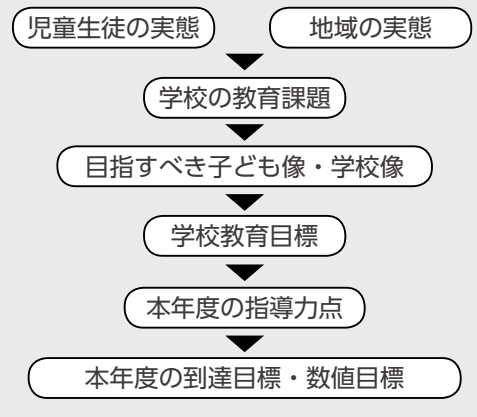 児童生徒の実態
地域の実態
学校の教育課題
目指すべき子ども像・学校像
学校教育目標
本年度の指導力点
本年度の到達目標・数値目標